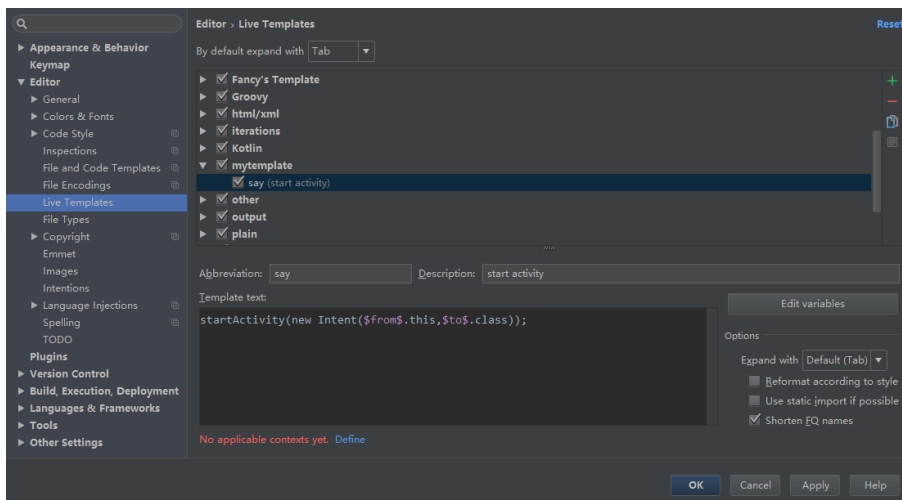 Editor › Live Templates
Reset
By default expand with Tab
Appearance & Behavior
Keymap
Editor
General
Colors & Fonts
Code Style
Inspections
File and Code Templates
File Encodings
Live Templates
File Types
Copyright
Emmet
Images
Intentions
Language Injections
Spelling
TODO
Plugins
Version Control
Build, Execution, Deployment
Languages & Frameworks
Tools
Other Settings
Fancy's Template
Groovy
html/xml
iterations
Kotlin
mytemplate
say (start activity)
other
output
plain
Abbreviation: say Description: start activity
Template text:
startActivity(new Intent($from$.this,$to$.class));
No applicable contexts yet. Define
Edit variables
Options
Expand with Default (Tab)
Reformat according to style
Use static import if possible
Shorten FQ names
OK Cancel Apply Help